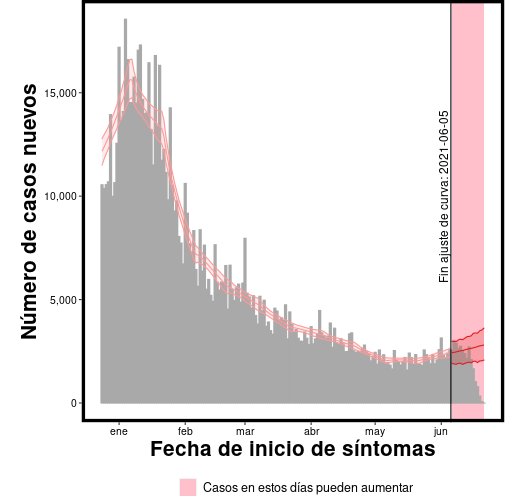 Número de casos nuevos
15,000
10,000
5,000
0
Fin ajuste de curva: 2021-06-05
ene feb mar abr may jun
Fecha de inicio de síntomas
Casos en estos días pueden aumentar